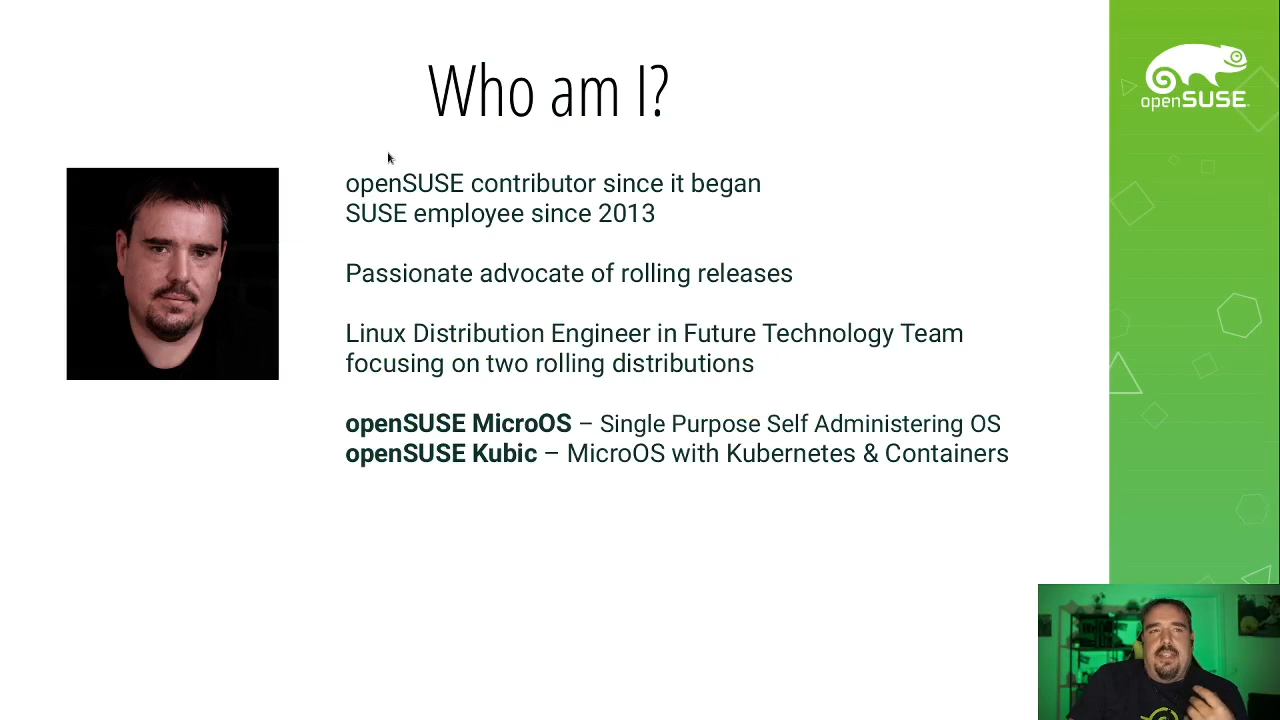 Who am I?
openSUSE
openSUSE contributor since it began
SUSE employee since 2013
Passionate advocate of rolling releases
Linux Distribution Engineer in Future Technology Team
focusing on two rolling distributions
openSUSE MicroOS – Single Purpose Self Administering OS
openSUSE Kubic – MicroOS with Kubernetes & Containers